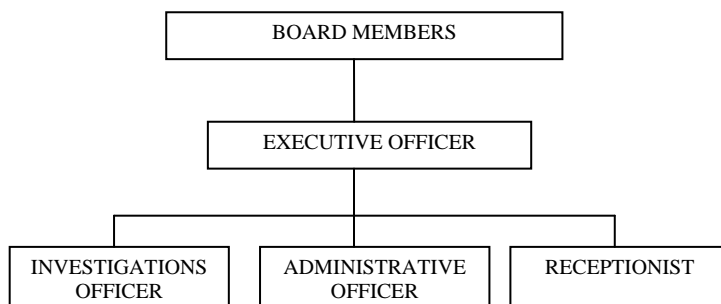 BOARD MEMBERS
EXECUTIVE OFFICER
INVESTIGATIONS
OFFICER
ADMINISTRATIVE
OFFICER
RECEPTIONIST